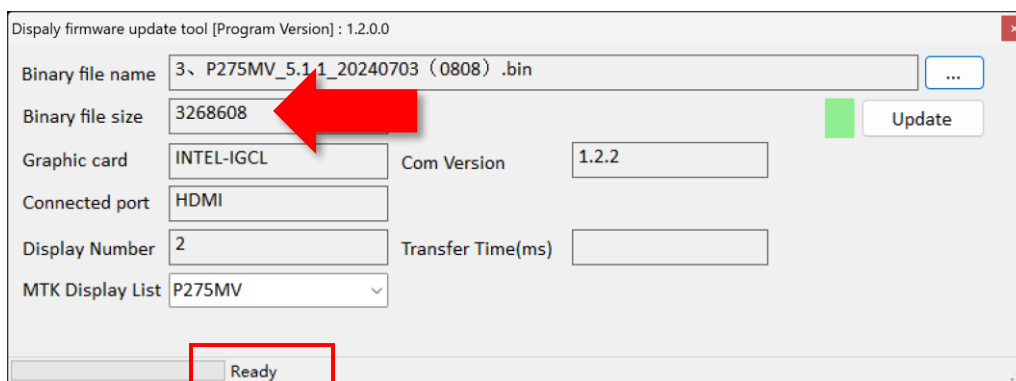 Dispaly firmware update tool [Program Version] : 1.2.0.0
Binary file name 3、P275MV_5.1.1_20240703（0808）.bin ...
Binary file size 3268608 Update
Graphic card INTEL-IGCL Com Version 1.2.2
Connected port HDMI
Display Number 2 Transfer Time(ms)
MTK Display List P275MV
Ready